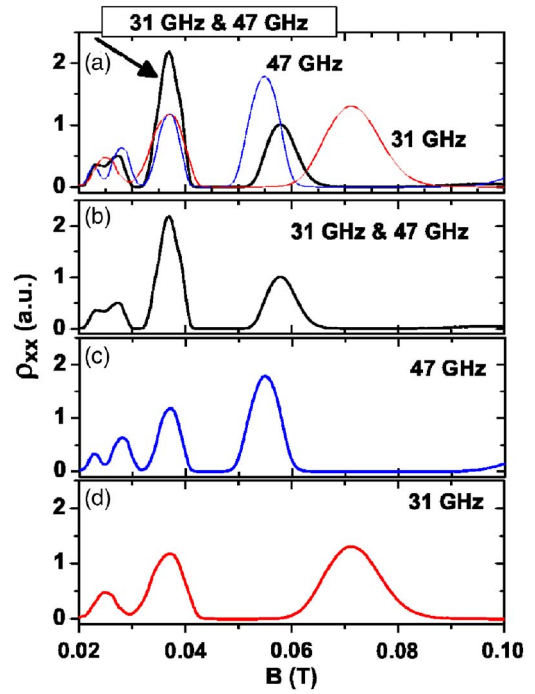 31 GHz & 47 GHz
(a)
47 GHz
31 GHz
2
1
0
(b)
31 GHz & 47 GHz
2
1
0
(c)
47 GHz
2
1
0
(d)
31 GHz
2
1
0
ρxx (a.u.)
0.02 0.04 0.06 0.08 0.10
B (T)